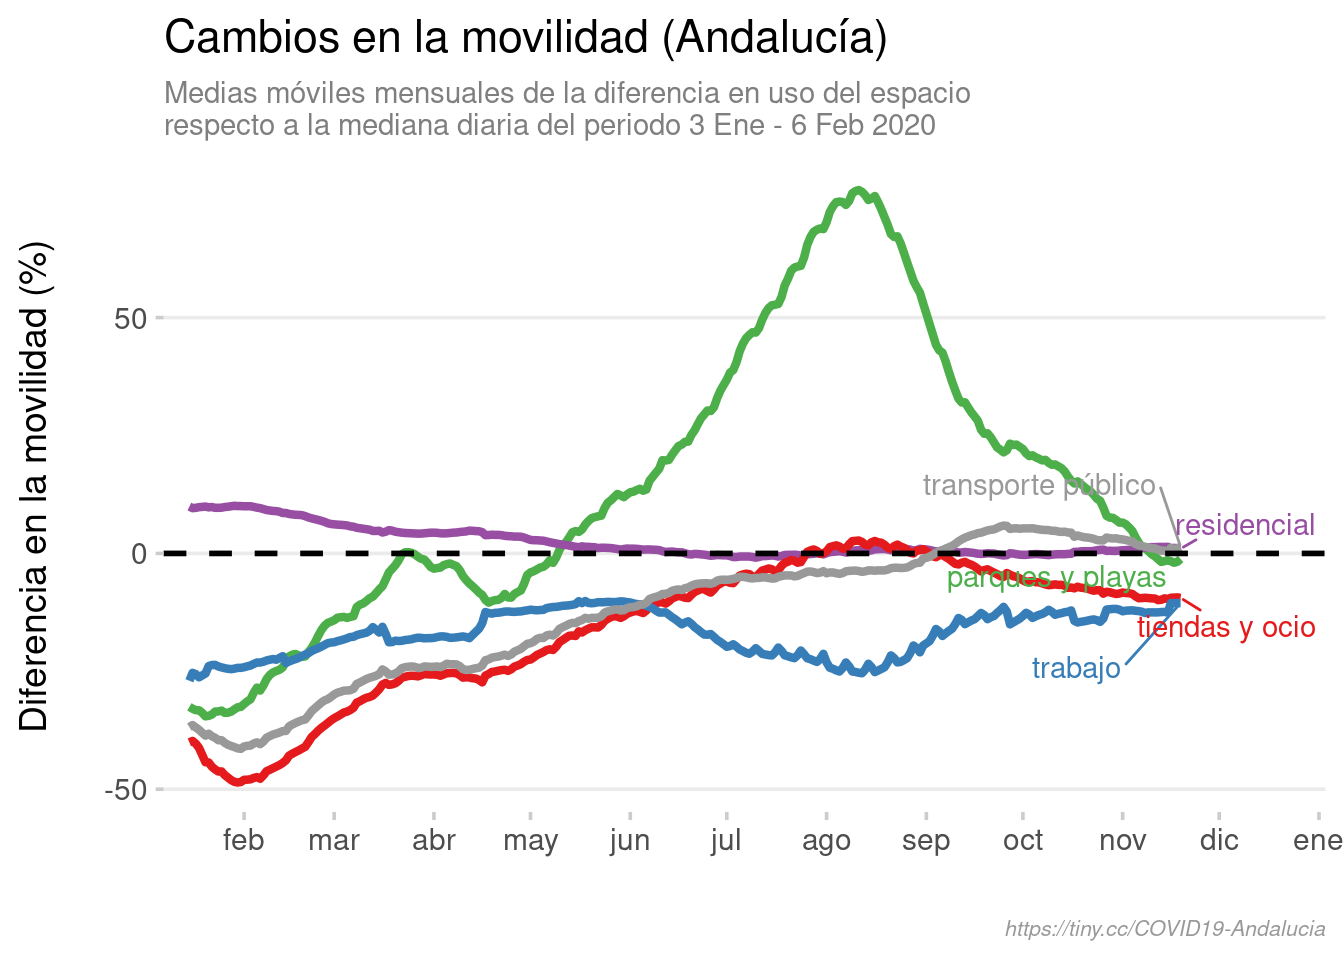 Cambios en la movilidad (Andalucía)
Medias móviles mensuales de la diferencia en uso del espacio
respecto a la mediana diaria del periodo 3 Ene - 6 Feb 2020
Diferencia en la movilidad (%)
50
0
-50
transporte público
residencial
parques y playas
tiendas y ocio
trabajo
feb mar abr may jun jul ago sep oct nov dic ene
https://tiny.cc/COVID19-Andalucia